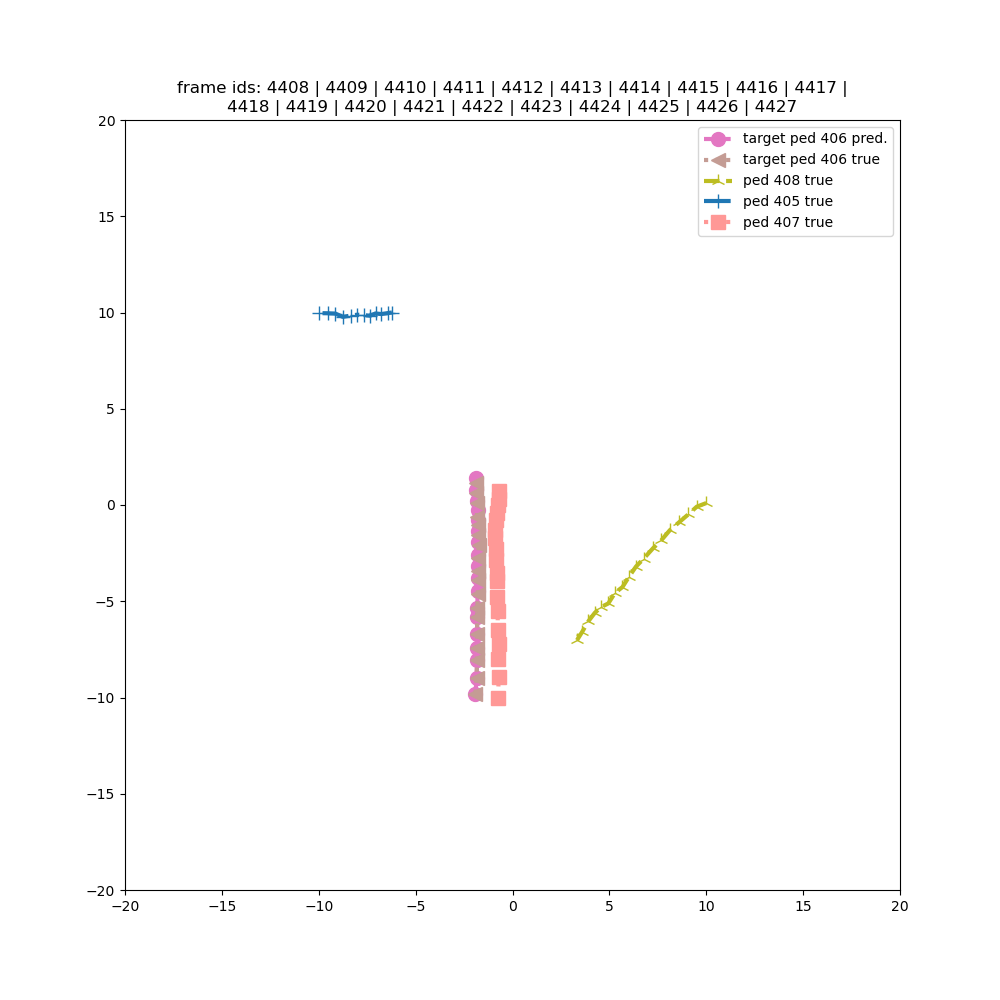 frame ids: 4408 | 4409 | 4410 | 4411 | 4412 | 4413 | 4414 | 4415 | 4416 | 4417 |
4418 | 4419 | 4420 | 4421 | 4422 | 4423 | 4424 | 4425 | 4426 | 4427
target ped 406 pred.
target ped 406 true
ped 408 true
ped 405 true
ped 407 true
20
15
10
5
0
−5
−10
−15
−20
−20 −15 −10 −5 0 5 10 15 20